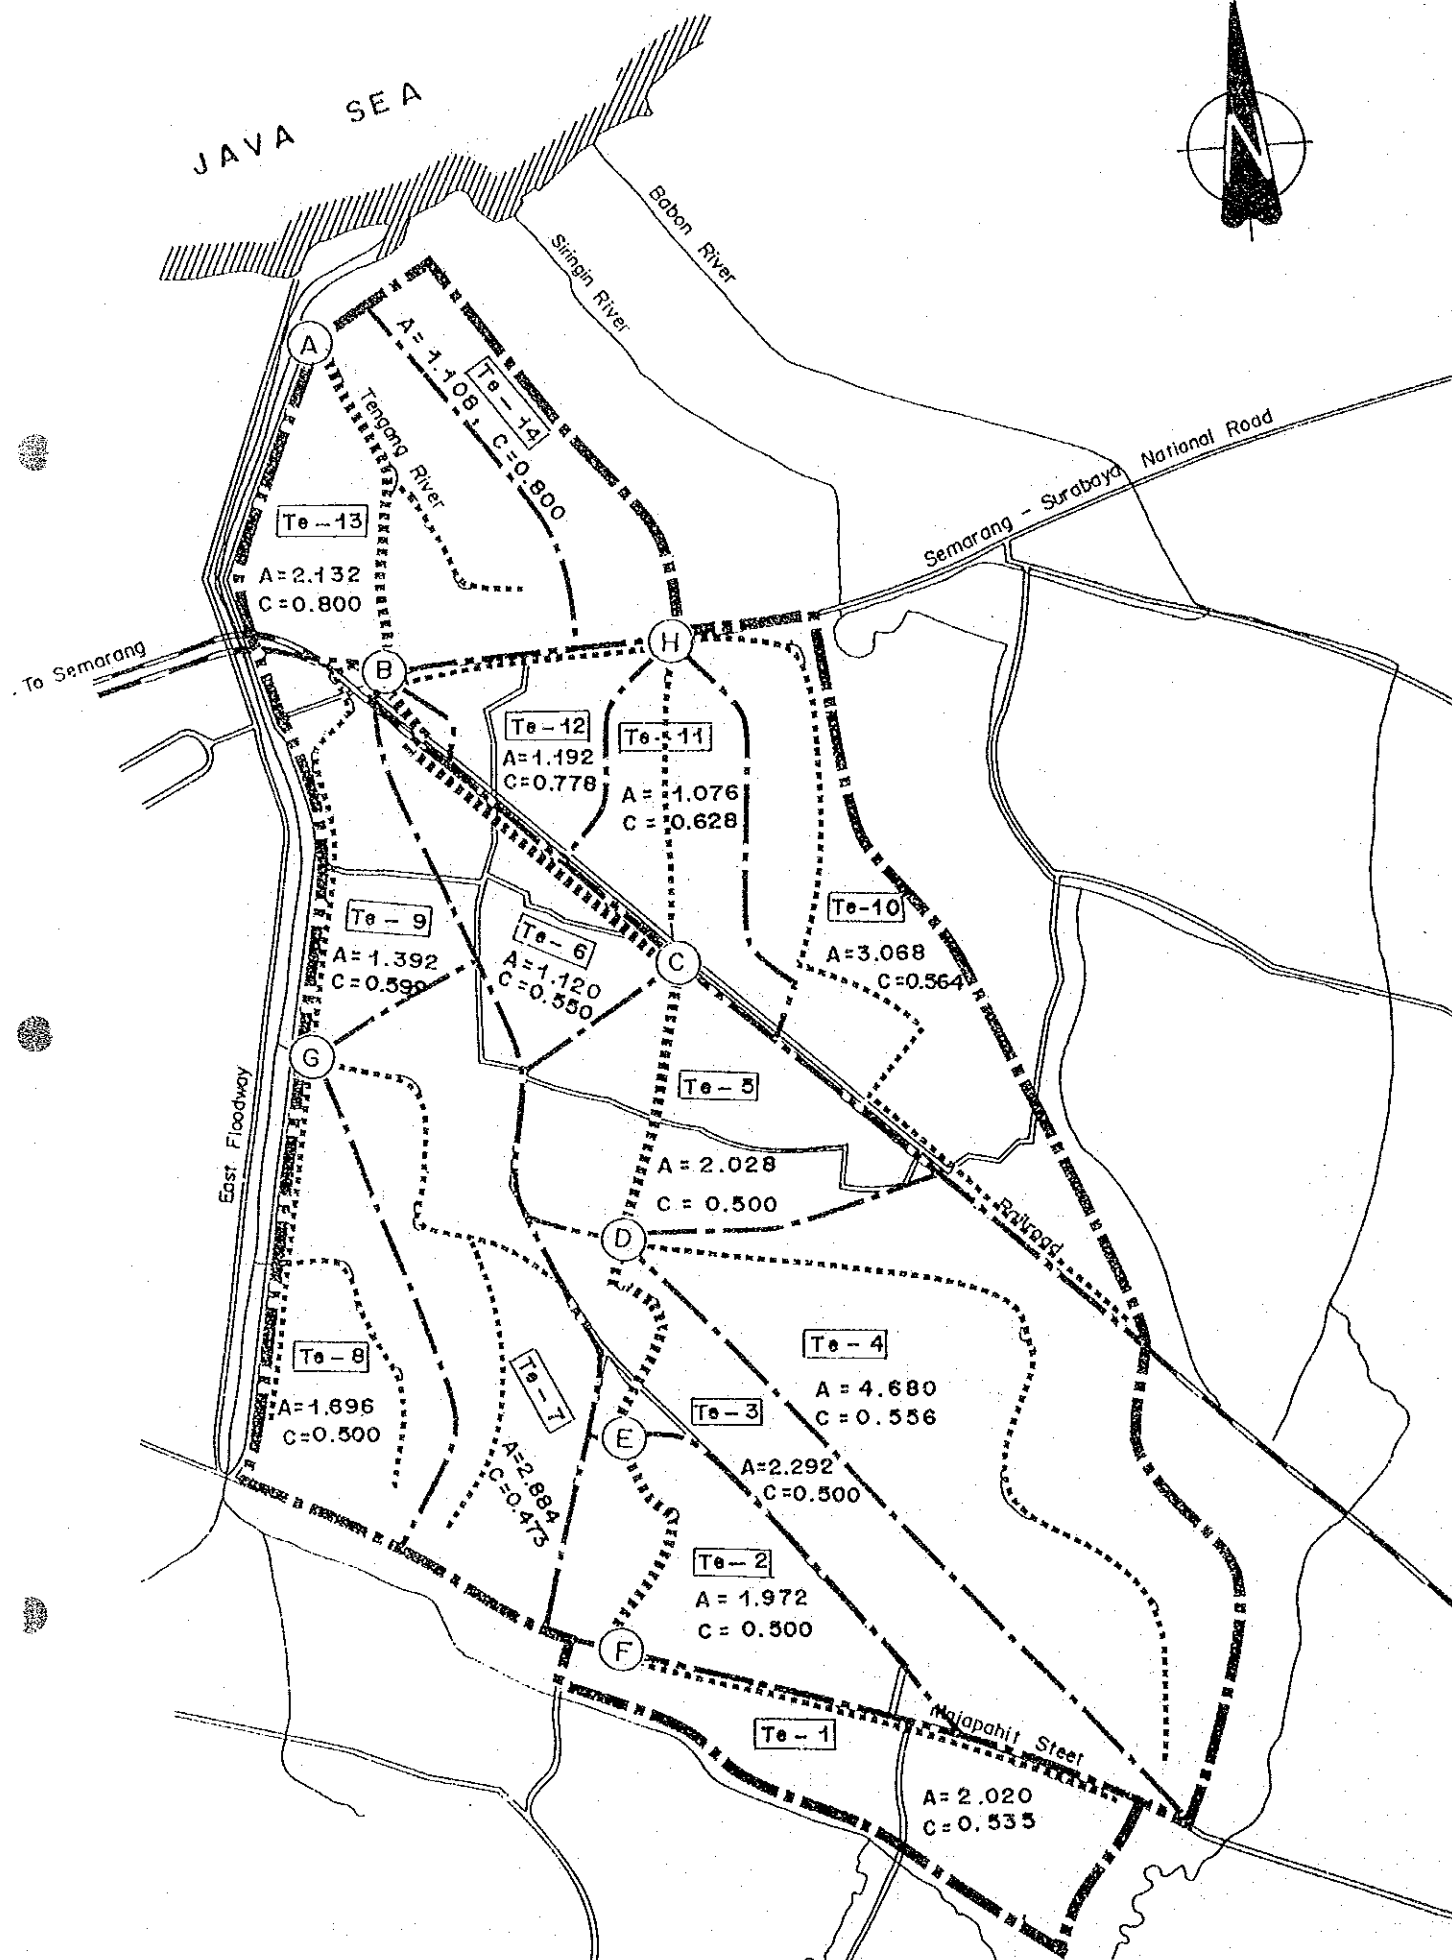 JAVA SEA
N
Babon River
Siringin River
A
A=1.108, C=0.800
Te-14
Tengang River
Semarang - Surabaya National Road
Te-13
A=2.132
C=0.800
To Semarang
B
H
Te-12
A=1.192
C=0.778
Te-11
A=1.076
C=0.628
Te-10
A=3.068
C=0.564
Te-9
A=1.392
C=0.599
Te-6
A=1.120
C=0.550
C
G
Te-5
A=2.028
C=0.500
East Floodway
D
Railroad
Te-8
A=1.696
C=0.500
Te-7
A=2.884
C=0.473
Te-4
A=4.680
C=0.556
E
Te-3
A=2.292
C=0.500
Te-2
A=1.972
C=0.500
F
Majapahit Steet
Te-1
A=2.020
C=0.535